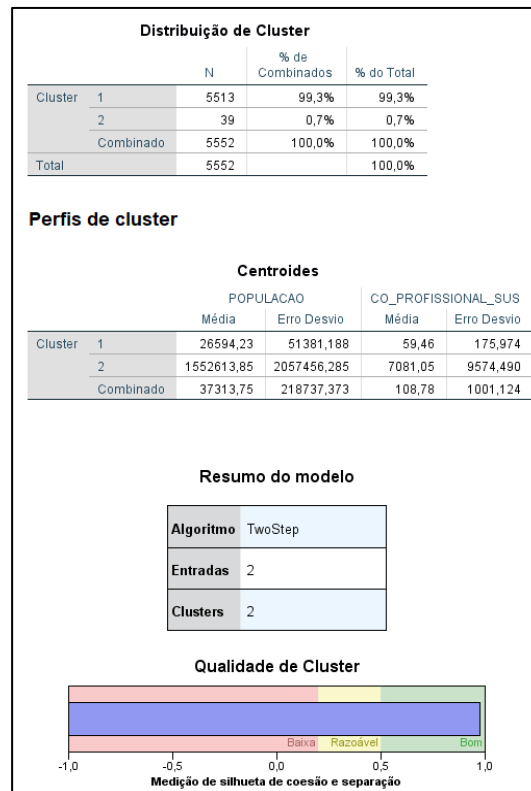 Distribuição de Cluster
N % de Combinados % do Total
Cluster 1 5513 99,3% 99,3%
2 39 0,7% 0,7%
Combinado 5552 100,0% 100,0%
Total 5552 100,0%
Perfis de cluster
Centroides
POPULACAO CO_PROFISSIONAL_SUS
Média Erro Desvio Média Erro Desvio
Cluster 1 26594,23 51381,188 59,46 175,974
2 1552613,85 2057456,285 7081,05 9574,490
Combinado 37313,75 218737,373 108,78 1001,124
Resumo do modelo
Algoritmo TwoStep
Entradas 2
Clusters 2
Qualidade de Cluster
Baixa Razoável Bom
-1,0 -0,5 0,0 0,5 1,0
Medição de silhueta de coesão e separação